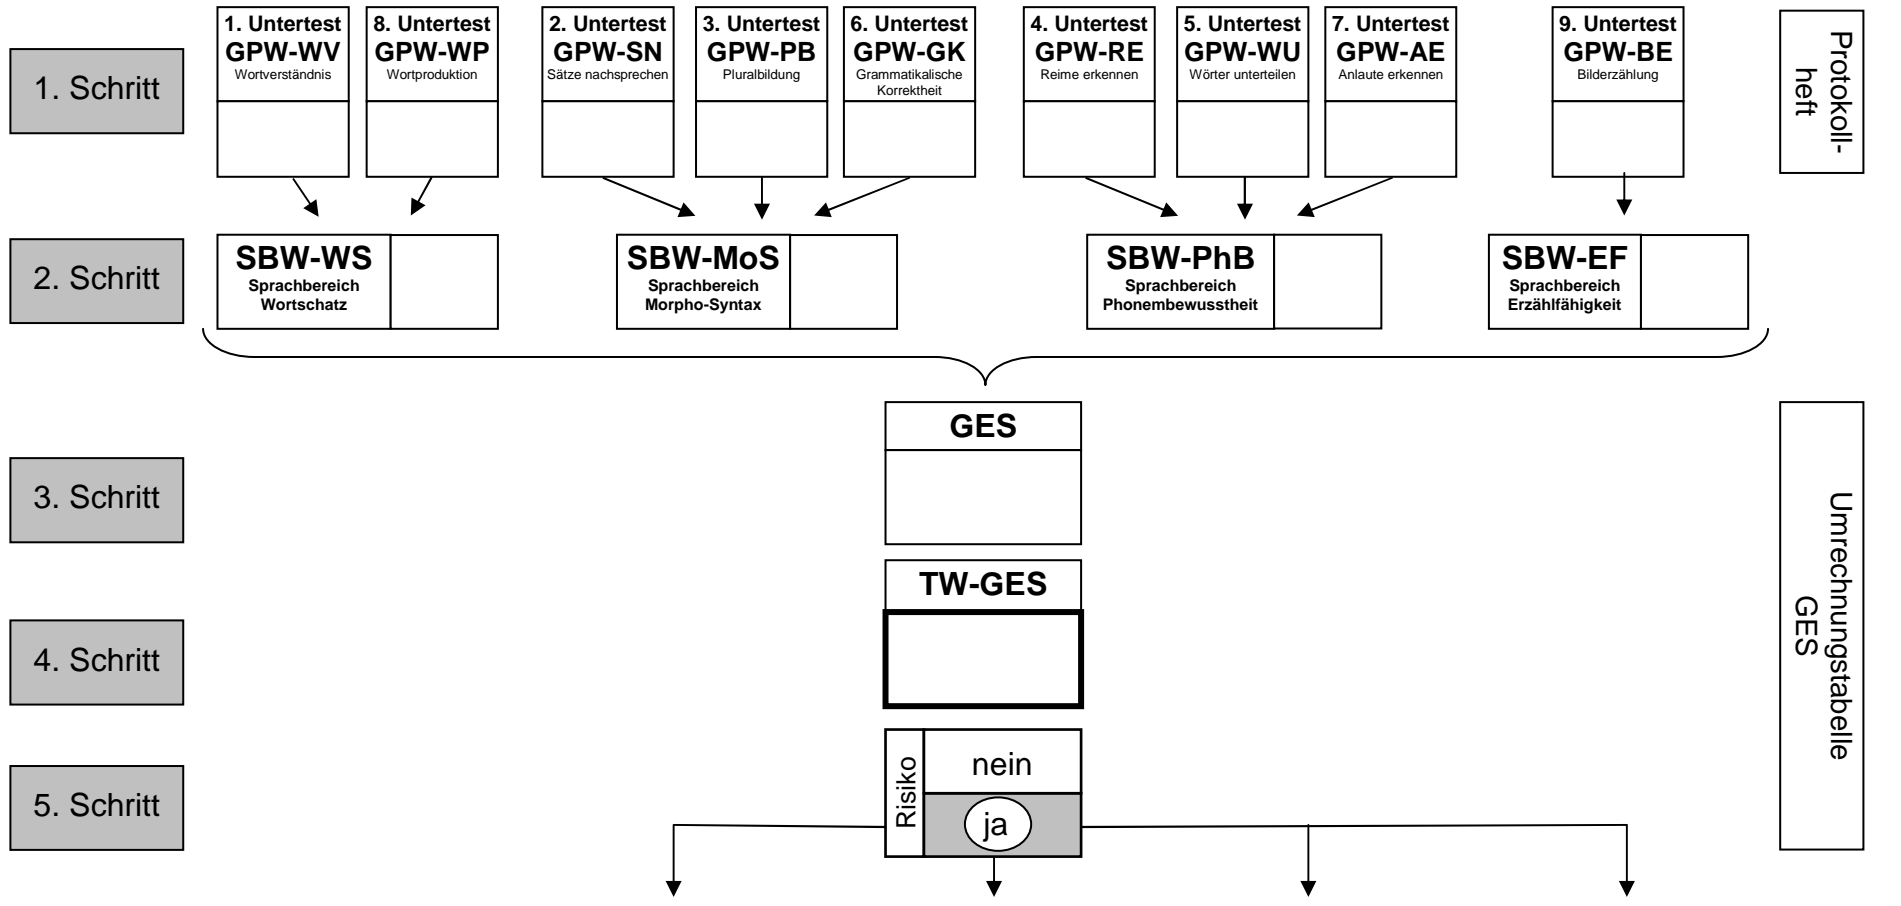 1. Schritt
1. Untertest
GPW-WV
Wortverständnis
8. Untertest
GPW-WP
Wortproduktion
2. Untertest
GPW-SN
Sätze nachsprechen
3. Untertest
GPW-PB
Pluralbildung
6. Untertest
GPW-GK
Grammatikalische
Korrektheit
4. Untertest
GPW-RE
Reime erkennen
5. Untertest
GPW-WU
Wörter unterteilen
7. Untertest
GPW-AE
Anlaute erkennen
9. Untertest
GPW-BE
Bilderzählung
Protokoll-
heft
2. Schritt
SBW-WS
Sprachbereich
Wortschatz
SBW-MoS
Sprachbereich
Morpho-Syntax
SBW-PhB
Sprachbereich
Phonembewusstheit
SBW-EF
Sprachbereich
Erzählfähigkeit
3. Schritt
GES
4. Schritt
TW-GES
5. Schritt
Risiko
nein
ja
Umrechnungstabelle
GES